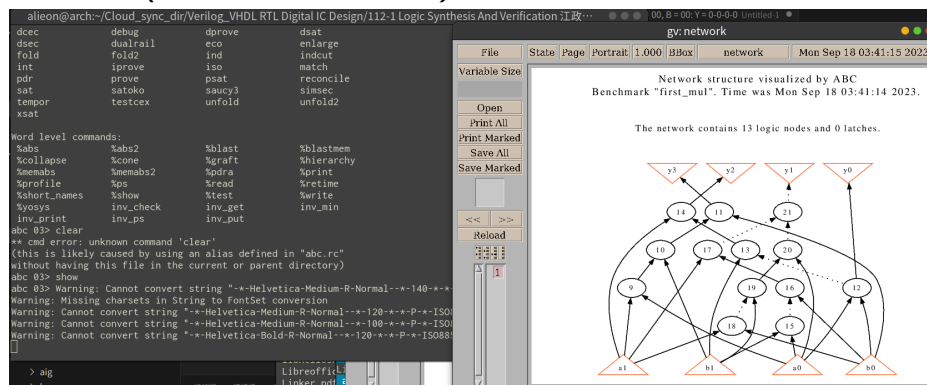 alieon@arch:~/Cloud_sync_dir/Verilog_VHDL RTL Digital IC Design/112-1 Logic Synthesis And Verification 江政…
00, B = 00: Y = 0-0-0-0 Untitled-1
dcec debug dprove dsat
dsec dualrail eco enlarge
fold fold2 ind indcut
int iprove iso match
pdr prove psat reconcile
sat satoko saucy3 simsec
tempor testcex unfold unfold2
xsat
Word level commands:
%abs %abs2 %blast %blastmem
%collapse %cone %graft %hierarchy
%memabs %memabs2 %pdra %print
%profile %ps %read %retime
%short_names %show %test %write
%yosys inv_check inv_get inv_min
inv_print inv_ps inv_put
abc 03> clear
** cmd error: unknown command 'clear'
(this is likely caused by using an alias defined in "abc.rc"
without having this file in the current or parent directory)
abc 03> show
abc 03> Warning: Cannot convert string "-*-Helvetica-Medium-R-Normal--*-140-*-*-
Warning: Missing charsets in String to FontSet conversion
Warning: Cannot convert string "-*-Helvetica-Medium-R-Normal--*-120-*-*-P-*-ISO8
Warning: Cannot convert string "-*-Helvetica-Medium-R-Normal--*-100-*-*-P-*-ISO8
Warning: Cannot convert string "-*-Helvetica-Bold-R-Normal--*-120-*-*-P-*-ISO885
> aig
LibreOffic
Linker pdf
gv: network
File State Page Portrait 1.000 BBox network Mon Sep 18 03:41:15 2023
Variable Size
Open
Print All
Print Marked
Save All
Save Marked
<< >>
Reload
1
Network structure visualized by ABC
Benchmark "first_mul". Time was Mon Sep 18 03:41:14 2023.
The network contains 13 logic nodes and 0 latches.
y3 y2 y1 y0
14 11 21
10 17 13 20
9 19 16 12
18 15
a1 b1 a0 b0